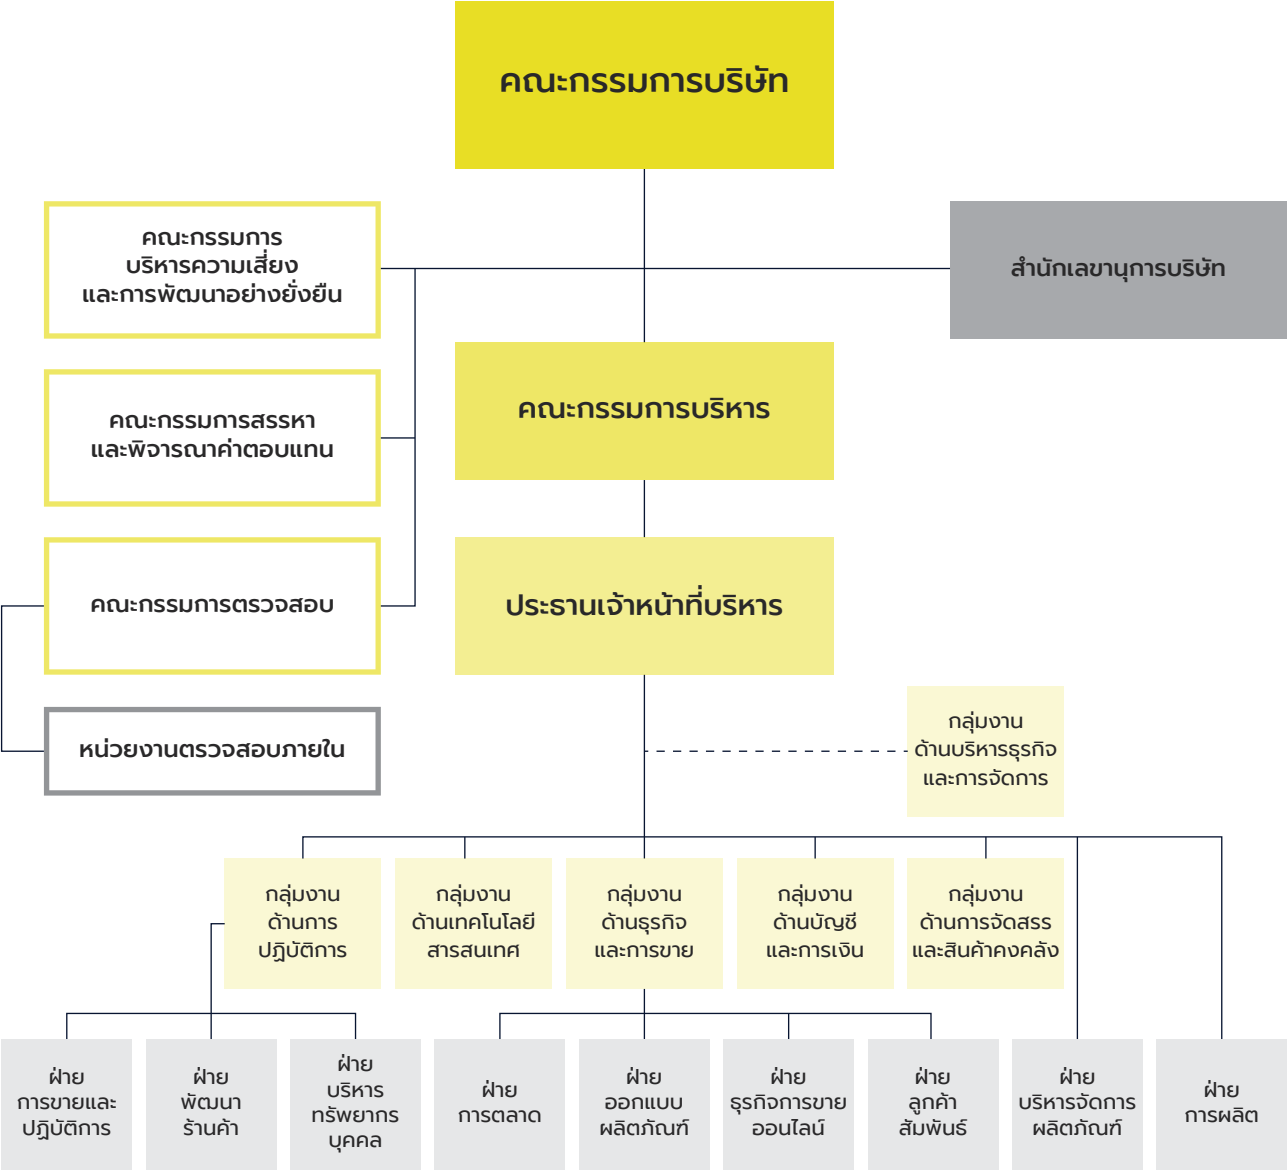 คณะกรรมการบริษัท
คณะกรรมการ
บริหารความเสี่ยง
และการพัฒนาอย่างยั่งยืน
สำนักเลขานุการบริษัท
คณะกรรมการบริหาร
คณะกรรมการสรรหา
และพิจารณาค่าตอบแทน
คณะกรรมการตรวจสอบ
ประธานเจ้าหน้าที่บริหาร
หน่วยงานตรวจสอบภายใน
กลุ่มงาน
ด้านบริหารธุรกิจ
และการจัดการ
กลุ่มงาน
ด้านการ
ปฏิบัติการ
กลุ่มงาน
ด้านเทคโนโลยี
สารสนเทศ
กลุ่มงาน
ด้านธุรกิจ
และการขาย
กลุ่มงาน
ด้านบัญชี
และการเงิน
กลุ่มงาน
ด้านการจัดสรร
และสินค้าคงคลัง
ฝ่าย
การขายและ
ปฏิบัติการ
ฝ่าย
พัฒนา
ร้านค้า
ฝ่าย
บริหาร
ทรัพยากร
บุคคล
ฝ่าย
การตลาด
ฝ่าย
ออกแบบ
ผลิตภัณฑ์
ฝ่าย
ธุรกิจการขาย
ออนไลน์
ฝ่าย
ลูกค้า
สัมพันธ์
ฝ่าย
บริหารจัดการ
ผลิตภัณฑ์
ฝ่าย
การผลิต